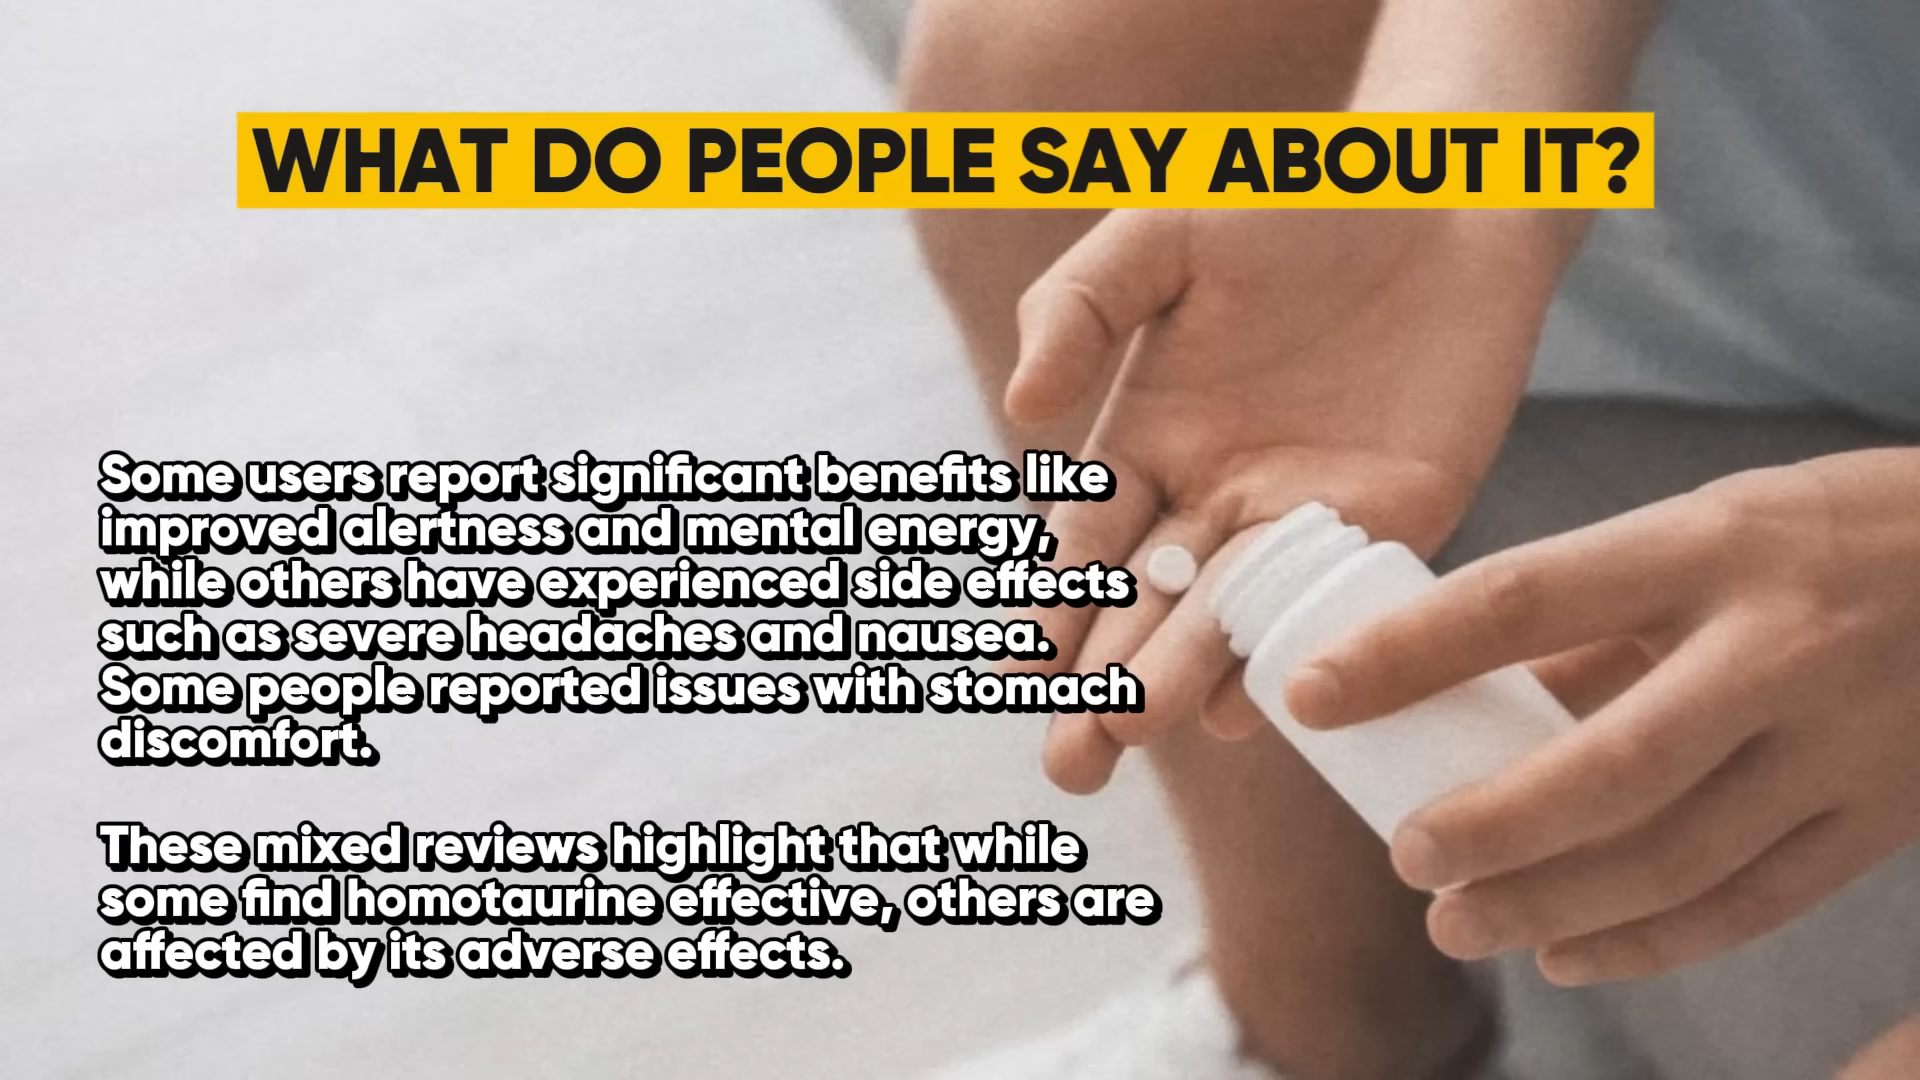 WHAT DO PEOPLE SAY ABOUT IT?
Some users report significant benefits like
improved alertness and mental energy,
while others have experienced side effects
such as severe headaches and nausea.
Some people reported issues with stomach
discomfort.
These mixed reviews highlight that while
some find homotaurine effective, others are
affected by its adverse effects.